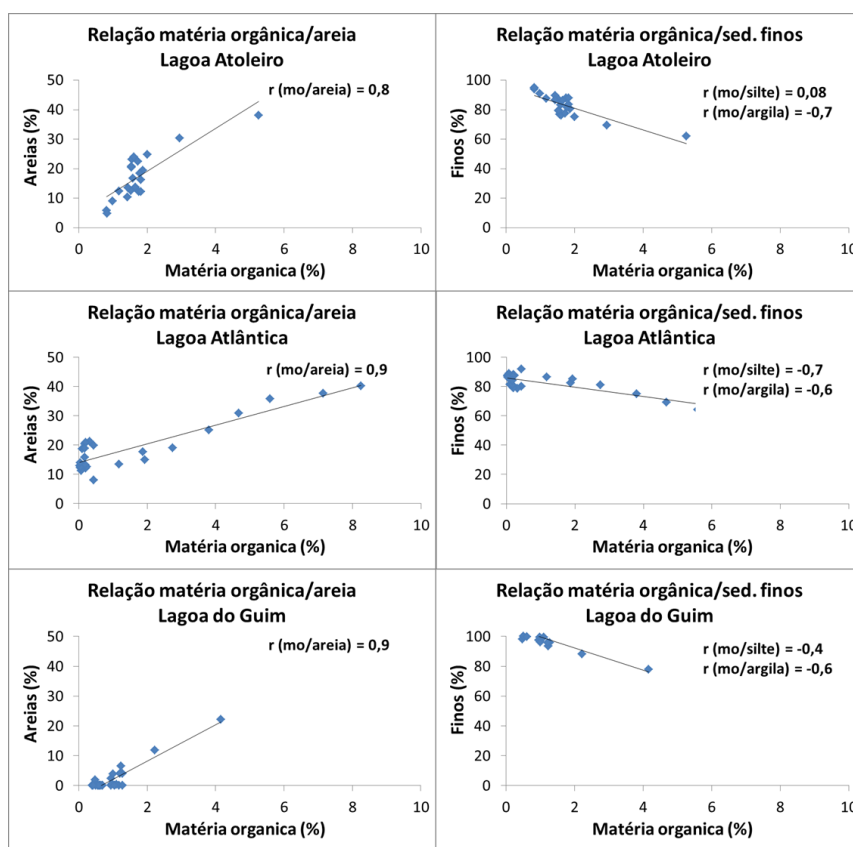 Relação matéria orgânica/areia
Lagoa Atoleiro
r (mo/areia) = 0,8
Areias (%)
50
40
30
20
10
0
0 2 4 6 8 10
Matéria organica (%)
Relação matéria orgânica/sed. finos
Lagoa Atoleiro
r (mo/silte) = 0,08
r (mo/argila) = -0,7
Finos (%)
100
80
60
40
20
0
0 2 4 6 8 10
Matéria organica (%)
Relação matéria orgânica/areia
Lagoa Atlântica
r (mo/areia) = 0,9
Areias (%)
50
40
30
20
10
0
0 2 4 6 8 10
Matéria organica (%)
Relação matéria orgânica/sed. finos
Lagoa Atlântica
r (mo/silte) = -0,7
r (mo/argila) = -0,6
Finos (%)
100
80
60
40
20
0
0 2 4 6 8 10
Matéria organica (%)
Relação matéria orgânica/areia
Lagoa do Guim
r (mo/areia) = 0,9
Areias (%)
50
40
30
20
10
0
0 2 4 6 8 10
Matéria organica (%)
Relação matéria orgânica/sed. finos
Lagoa do Guim
r (mo/silte) = -0,4
r (mo/argila) = -0,6
Finos (%)
100
80
60
40
20
0
0 2 4 6 8 10
Matéria organica (%)